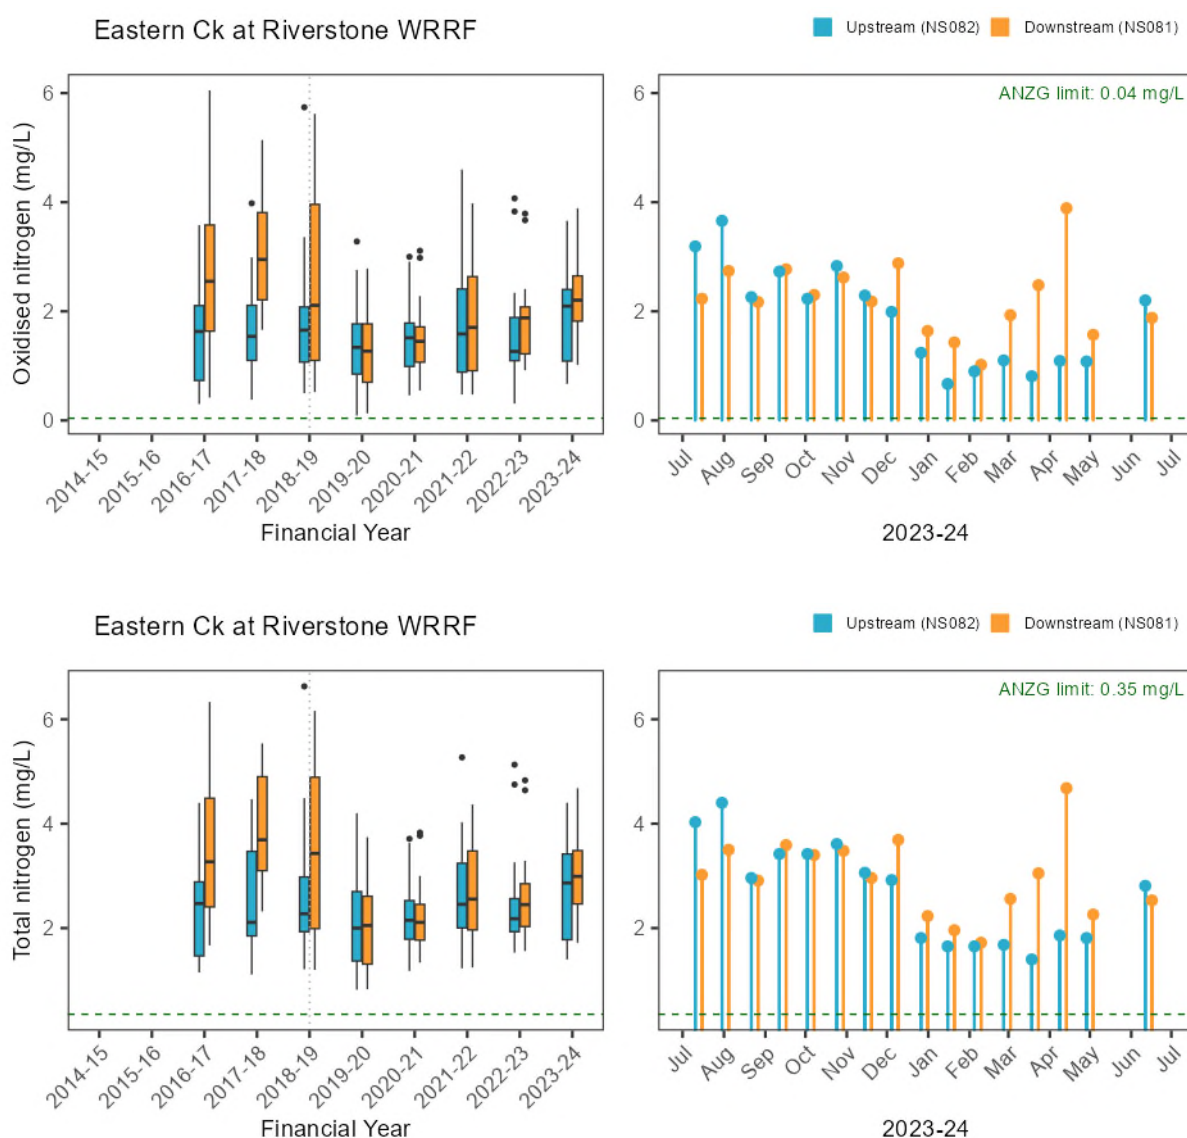 Eastern Ck at Riverstone WRRF
Upstream (NS082) Downstream (NS081)
Oxidised nitrogen (mg/L)
6
4
2
0
2014-15 2015-16 2016-17 2017-18 2018-19 2019-20 2020-21 2021-22 2022-23 2023-24
Financial Year
ANZG limit: 0.04 mg/L
Jul Aug Sep Oct Nov Dec Jan Feb Mar Apr May Jun Jul
2023-24
Eastern Ck at Riverstone WRRF
Upstream (NS082) Downstream (NS081)
Total nitrogen (mg/L)
6
4
2
2014-15 2015-16 2016-17 2017-18 2018-19 2019-20 2020-21 2021-22 2022-23 2023-24
Financial Year
ANZG limit: 0.35 mg/L
6
4
2
Jul Aug Sep Oct Nov Dec Jan Feb Mar Apr May Jun Jul
2023-24